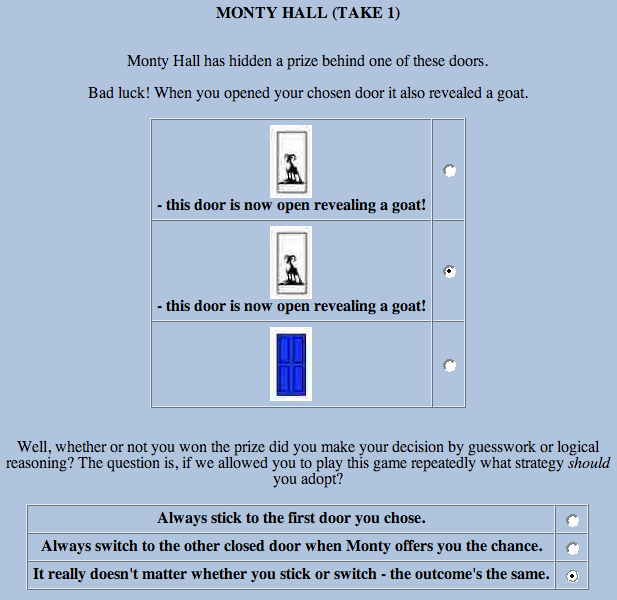 MONTY HALL (TAKE 1)
Monty Hall has hidden a prize behind one of these doors.
Bad luck! When you opened your chosen door it also revealed a goat.
- this door is now open revealing a goat!
- this door is now open revealing a goat!
Well, whether or not you won the prize did you make your decision by guesswork or logical
reasoning? The question is, if we allowed you to play this game repeatedly what strategy should
you adopt?
Always stick to the first door you chose.
Always switch to the other closed door when Monty offers you the chance.
It really doesn't matter whether you stick or switch - the outcome's the same.